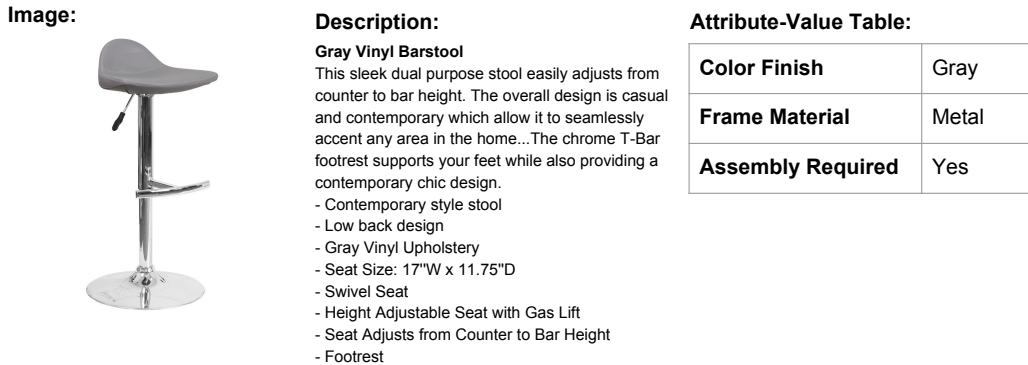 Image:
Description:
Gray Vinyl Barstool
This sleek dual purpose stool easily adjusts from
counter to bar height. The overall design is casual
and contemporary which allow it to seamlessly
accent any area in the home...The chrome T-Bar
footrest supports your feet while also providing a
contemporary chic design.
- Contemporary style stool
- Low back design
- Gray Vinyl Upholstery
- Seat Size: 17"W x 11.75"D
- Swivel Seat
- Height Adjustable Seat with Gas Lift
- Seat Adjusts from Counter to Bar Height
- Footrest
Attribute-Value Table:
Color Finish Gray
Frame Material Metal
Assembly Required Yes